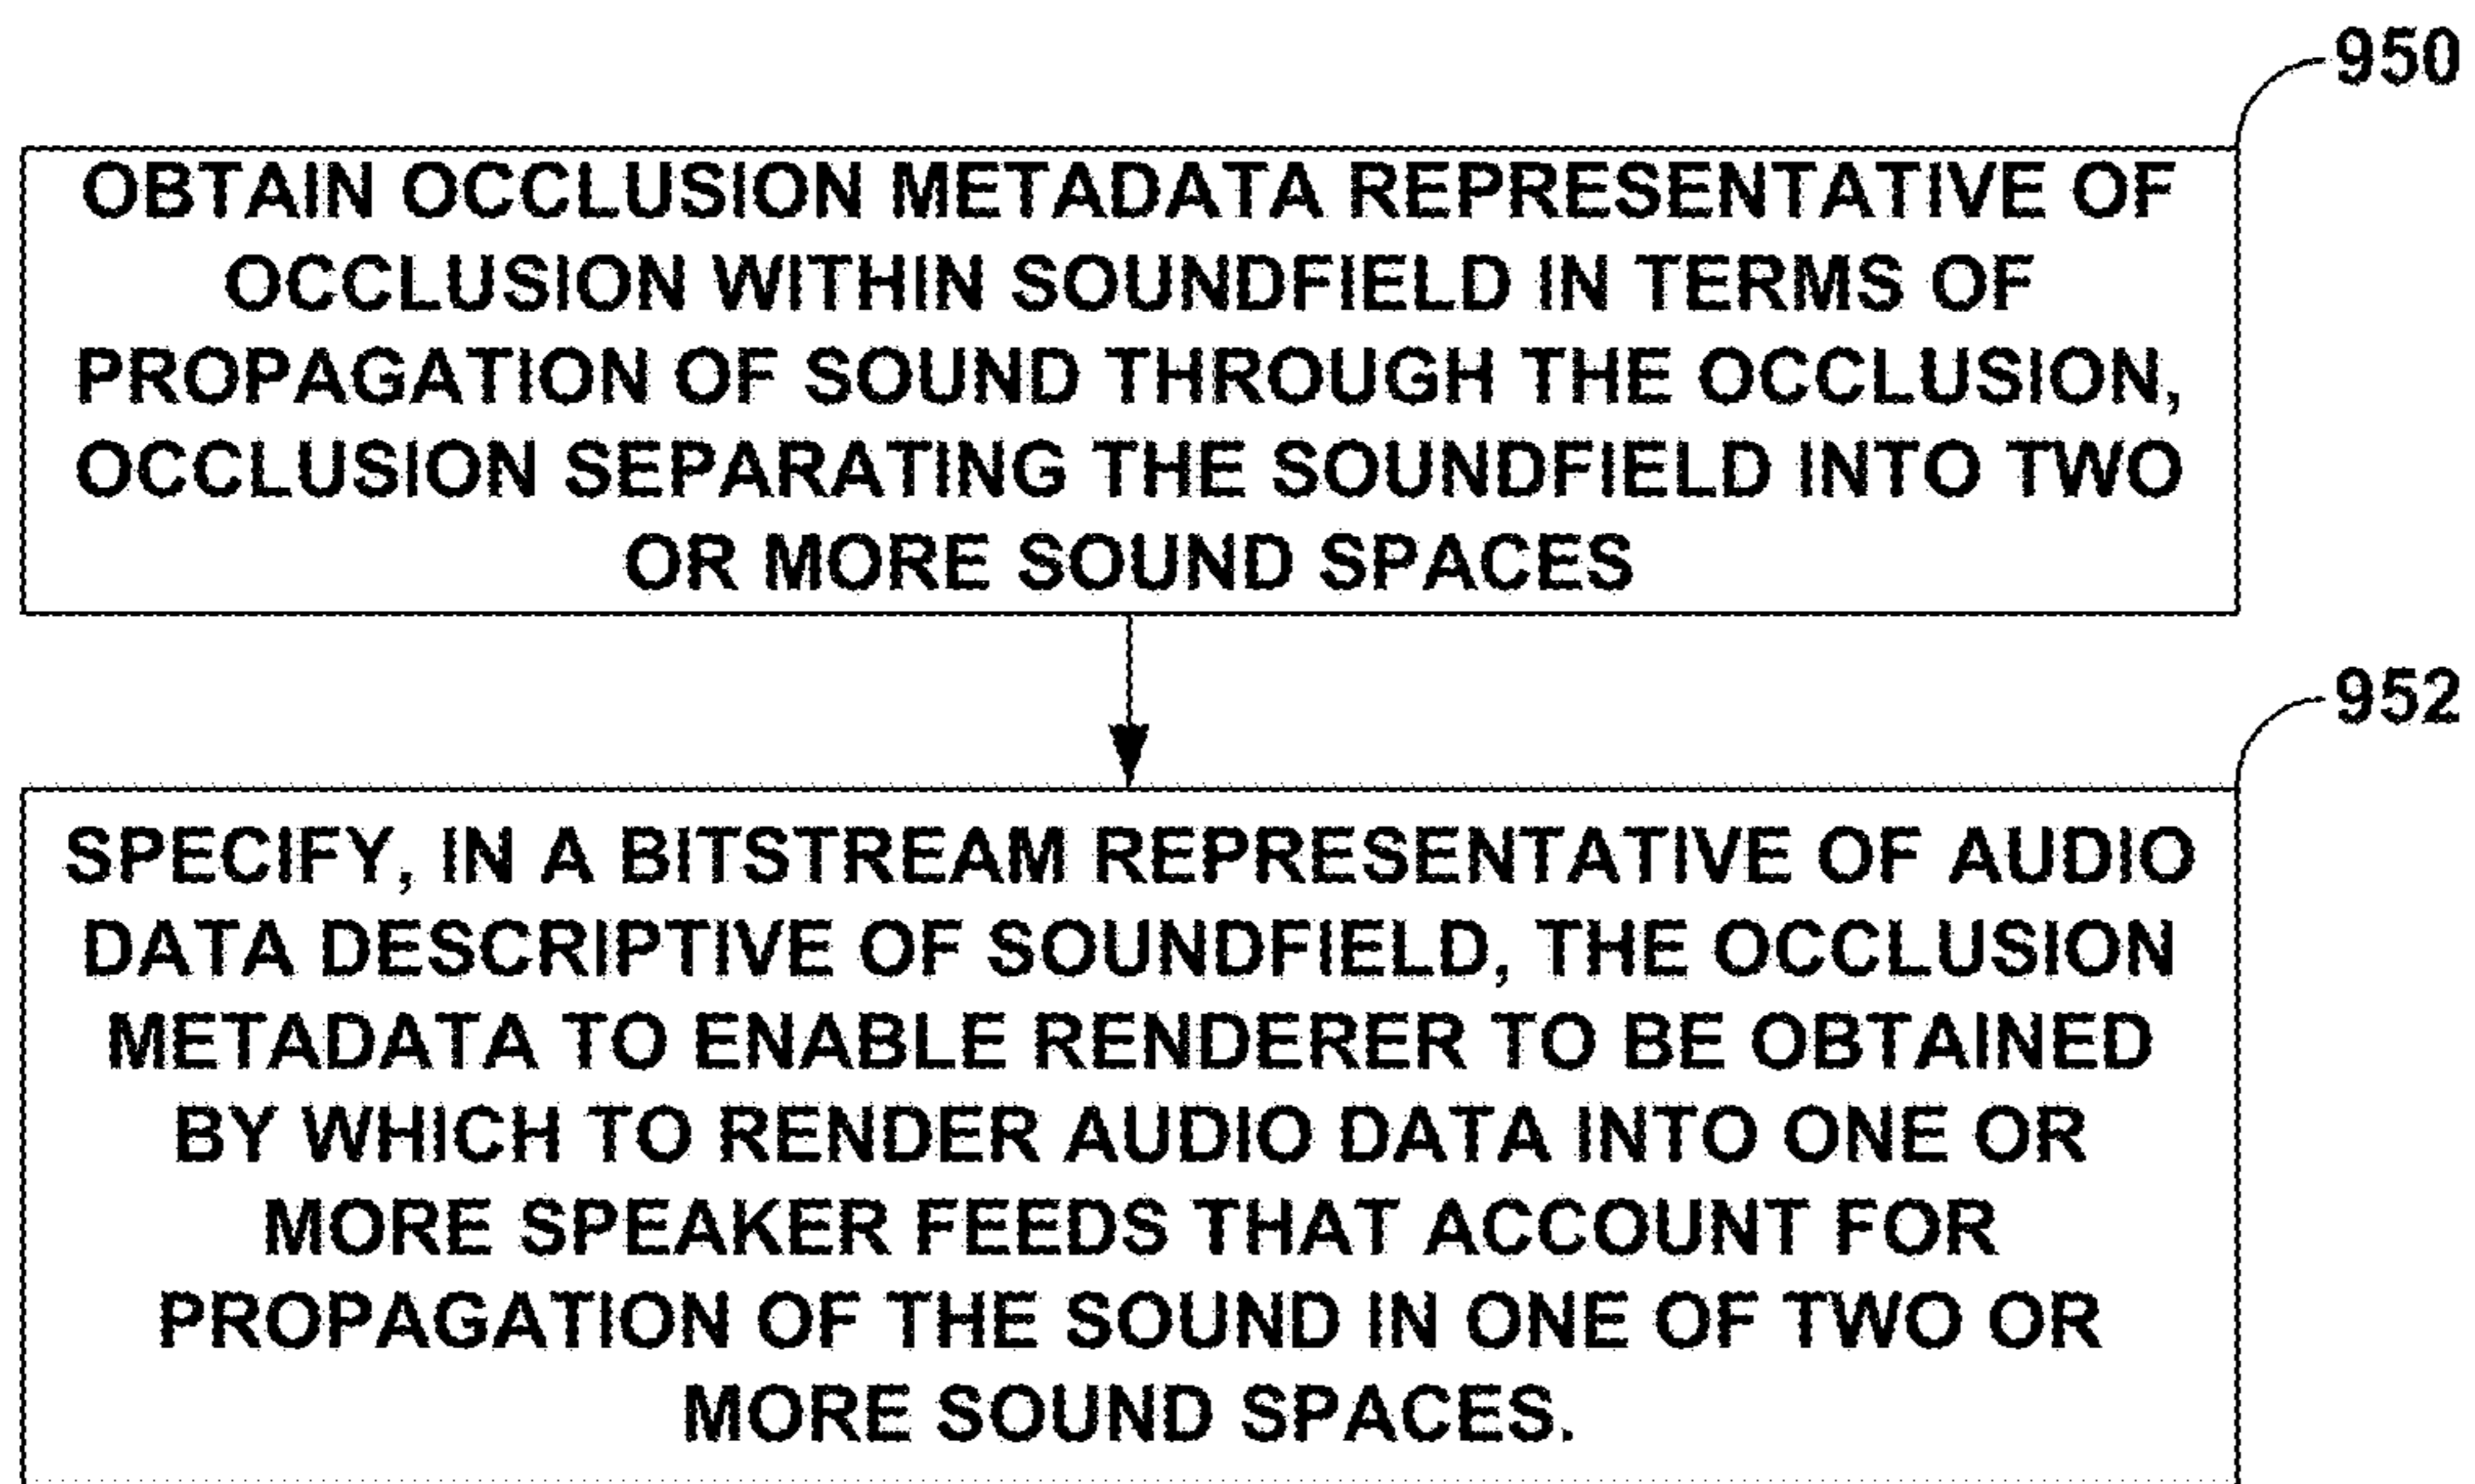 950
OBTAIN OCCLUSION METADATA REPRESENTATIVE OF
OCCLUSION WITHIN SOUNDFIELD IN TERMS OF
PROPAGATION OF SOUND THROUGH THE OCCLUSION,
OCCLUSION SEPARATING THE SOUNDFIELD INTO TWO
OR MORE SOUND SPACES
952
SPECIFY, IN A BITSTREAM REPRESENTATIVE OF AUDIO
DATA DESCRIPTIVE OF SOUNDFIELD, THE OCCLUSION
METADATA TO ENABLE RENDERER TO BE OBTAINED
BY WHICH TO RENDER AUDIO DATA INTO ONE OR
MORE SPEAKER FEEDS THAT ACCOUNT FOR
PROPAGATION OF THE SOUND IN ONE OF TWO OR
MORE SOUND SPACES.